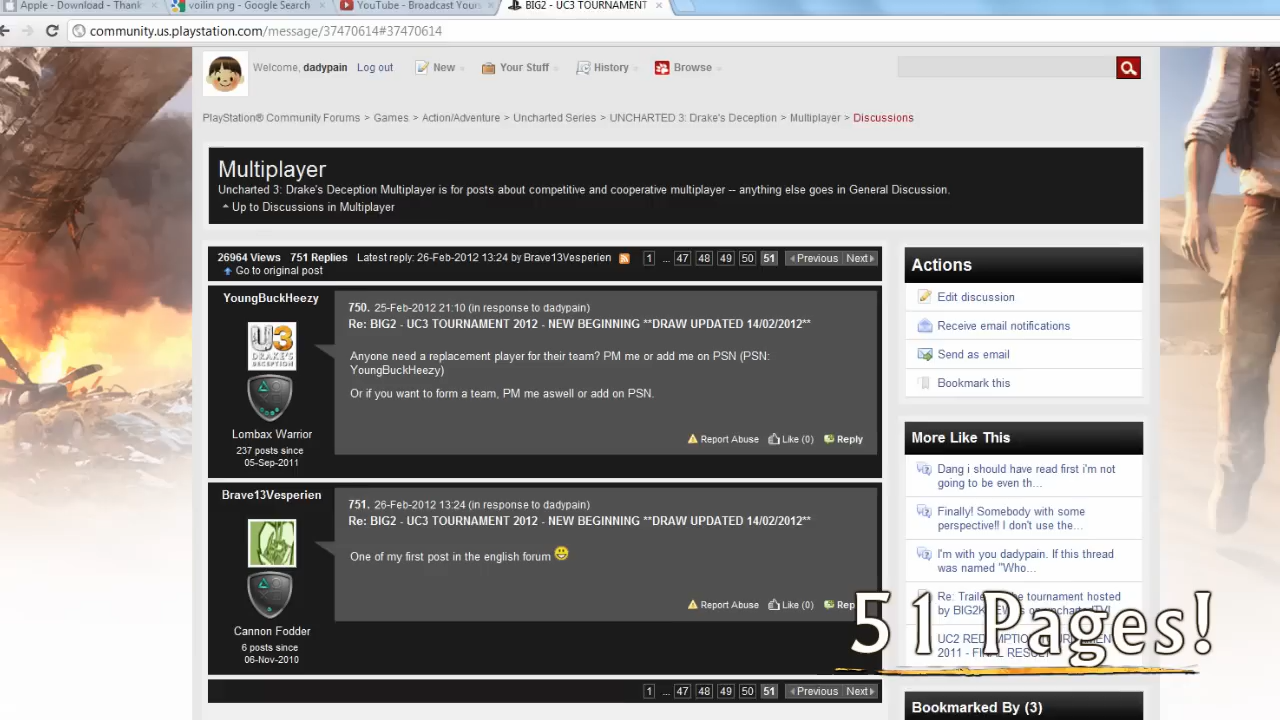 Apple - Download - Thank
voilin png - Google Search
YouTube - Broadcast Your
BIG2 - UC3 TOURNAMENT
community.us.playstation.com/message/37470614#37470614
Welcome, dadypain Log out New Your Stuff History Browse
PlayStation® Community Forums > Games > Action/Adventure > Uncharted Series > UNCHARTED 3: Drake's Deception > Multiplayer > Discussions
Multiplayer
Uncharted 3: Drake's Deception Multiplayer is for posts about competitive and cooperative multiplayer -- anything else goes in General Discussion.
Up to Discussions in Multiplayer
26964 Views 751 Replies Latest reply: 26-Feb-2012 13:24 by Brave13Vesperien 1 ... 47 48 49 50 51 Previous Next
Go to original post
YoungBuckHeezy
U3
DRAKE'S
DECEPTION
Lombax Warrior
237 posts since
05-Sep-2011
750. 25-Feb-2012 21:10 (in response to dadypain)
Re: BIG2 - UC3 TOURNAMENT 2012 - NEW BEGINNING **DRAW UPDATED 14/02/2012**
Anyone need a replacement player for their team? PM me or add me on PSN (PSN:
YoungBuckHeezy)
Or if you want to form a team, PM me aswell or add on PSN.
Report Abuse Like (0) Reply
Brave13Vesperien
Cannon Fodder
6 posts since
06-Nov-2010
751. 26-Feb-2012 13:24 (in response to dadypain)
Re: BIG2 - UC3 TOURNAMENT 2012 - NEW BEGINNING **DRAW UPDATED 14/02/2012**
One of my first post in the english forum
Report Abuse Like (0)
1 ... 47 48 49 50 51 Previous Next
Actions
Edit discussion
Receive email notifications
Send as email
Bookmark this
More Like This
Dang i should have read first i'm not
going to be even th...
Finally! Somebody with some
perspective!! I don't use the...
I'm with you dadypain. If this thread
was named "Who...
Re: the tournament hosted
by
UC2
2011 -
51 Pages!
Bookmarked By (3)